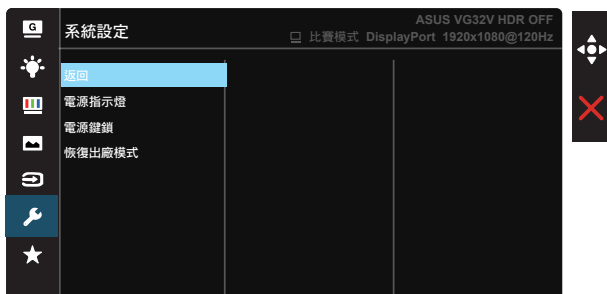 G
系統設定
ASUS VG32V HDR OFF
比賽模式 DisplayPort 1920x1080@120Hz
返回
電源指示燈
電源鍵鎖
恢復出廠模式